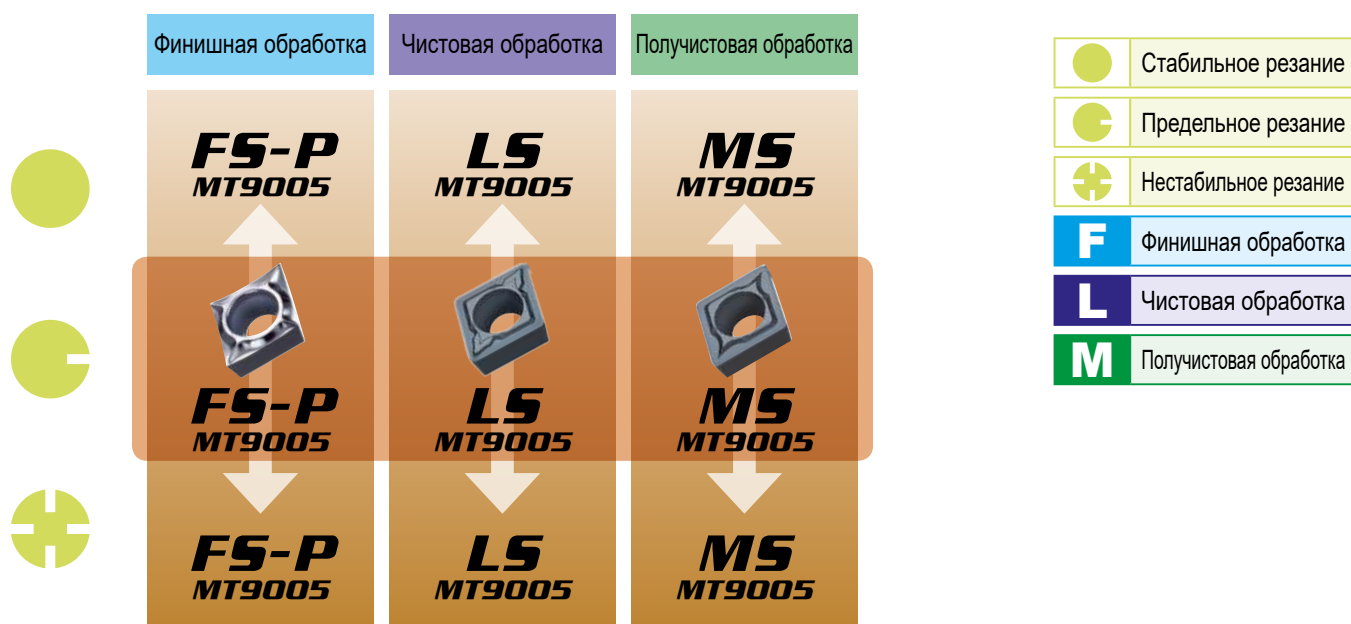 Финишная обработка
Чистовая обработка
Получистовая обработка
FS-P
MT9005
LS
MT9005
MS
MT9005
FS-P
MT9005
LS
MT9005
MS
MT9005
FS-P
MT9005
LS
MT9005
MS
MT9005
Стабильное резание
Предельное резание
Нестабильное резание
F Финишная обработка
L Чистовая обработка
M Получистовая обработка